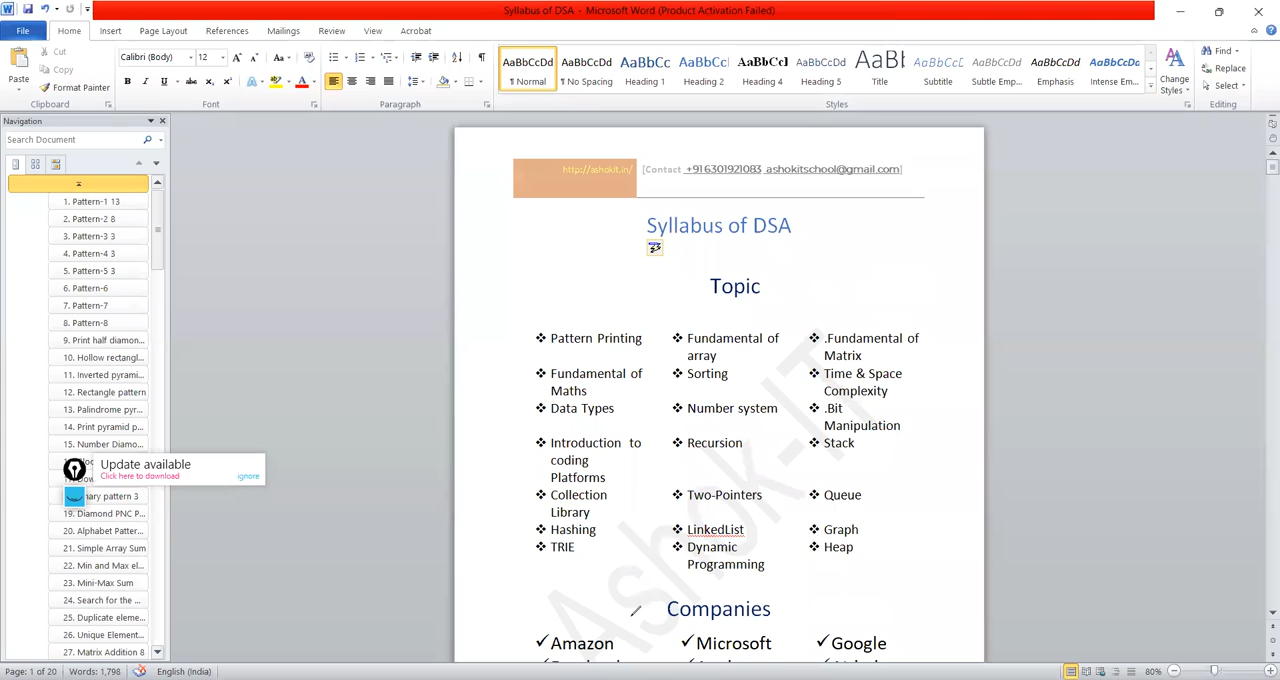 Syllabus of DSA - Microsoft Word (Product Activation Failed)
File Home Insert Page Layout References Mailings Review View Acrobat
Paste
Cut
Copy
Format Painter
Clipboard
Calibri (Body) 12
Font
Paragraph
AaBbCcDd AaBbCcDd AaBbCc AaBbCc AaBbCc AaBbCcDd AaBl AaBbCcL AaBbCcDd AaBbCcDd AaBbCcDd
¶ Normal ¶ No Spacing Heading 1 Heading 2 Heading 4 Heading 5 Title Subtitle Subtle Emp... Emphasis Intense Em...
Styles
Change
Styles
Find
Replace
Select
Editing
Navigation
Search Document
1. Pattern-1 13
2. Pattern-2 8
3. Pattern-3 3
4. Pattern-4 3
5. Pattern-5 3
6. Pattern-6
7. Pattern-7
8. Pattern-8
9. Print half diamon...
10. Hollow rectangl...
11. Inverted pyrami...
12. Rectangle pattern
13. Palindrome pyr...
14. Print pyramid p...
15. Number Diamo...
Update available
Click here to download ignore
nary pattern 3
19. Diamond PNC P...
20. Alphabet Patter...
21. Simple Array Sum
22. Min and Max el...
23. Mini-Max Sum
24. Search for the ...
25. Duplicate eleme...
26. Unique Element...
27. Matrix Addition 8
http://ashokit.in/ [Contact +916301921083 ashokitschool@gmail.com]
Syllabus of DSA
Topic
❖ Pattern Printing ❖ Fundamental of ❖ .Fundamental of
array Matrix
❖ Fundamental of ❖ Sorting ❖ Time & Space
Maths Complexity
❖ Data Types ❖ Number system ❖ .Bit
Manipulation
❖ Introduction to ❖ Recursion ❖ Stack
coding
Platforms
❖ Collection ❖ Two-Pointers ❖ Queue
Library
❖ Hashing ❖ LinkedList ❖ Graph
❖ TRIE ❖ Dynamic ❖ Heap
Programming
Ashok-IT
Companies
✓Amazon ✓Microsoft ✓Google
Page: 1 of 20 Words: 1,798 English (India) 80%